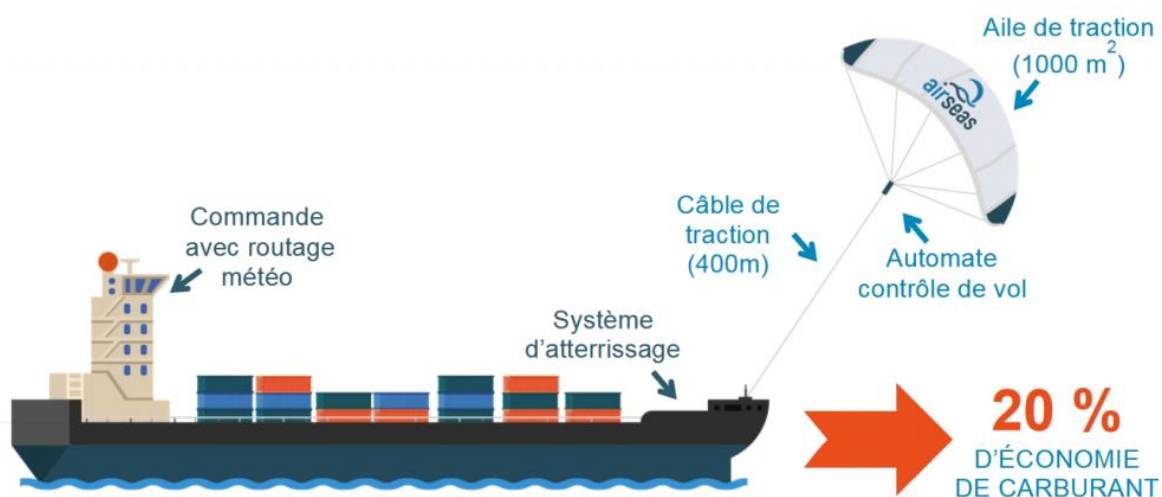 Aile de traction
(1000 m²)
airseas
Commande
avec routage
météo
Câble de
traction
(400m)
Automate
contrôle de vol
Système
d'atterrissage
20 %
D'ÉCONOMIE
DE CARBURANT